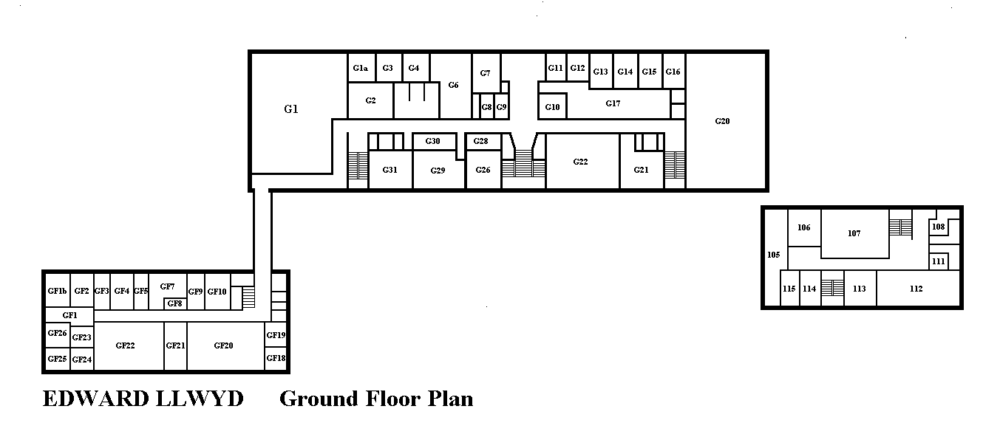 G1a G3 G4 G6 G7 G11 G12 G13 G14 G15 G16
G1 G2 G8 G9 G10 G17 G20
G30 G28
G31 G29 G26 G22 G21
106 107 108
105 111
115 114 113 112
GF1b GF2 GF3 GF4 GF5 GF7 GF9 GF10
GF8
GF1
GF26 GF23 GF22 GF21 GF20 GF19
GF25 GF24 GF18
EDWARD LLWYD Ground Floor Plan